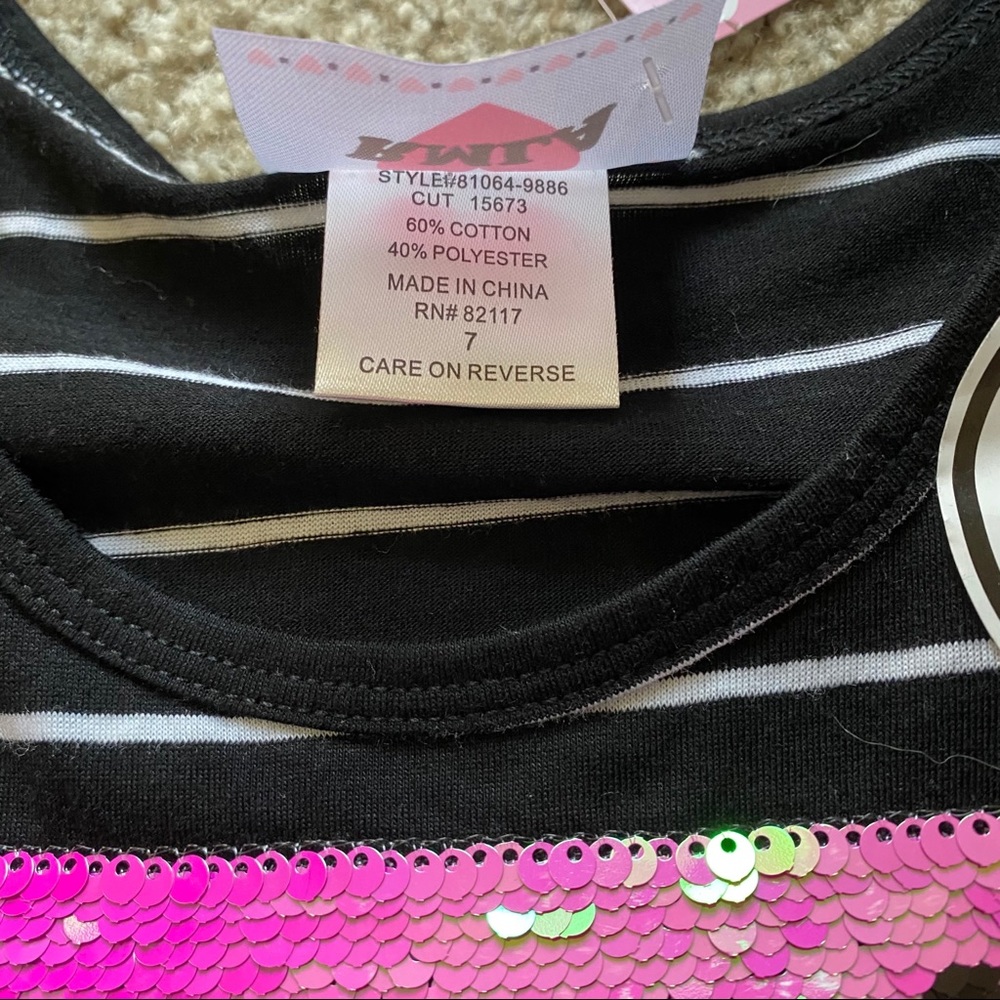 STYLE#81064-9886
CUT 15673
60% COTTON
40% POLYESTER
MADE IN CHINA
RN# 82117
7
CARE ON REVERSE